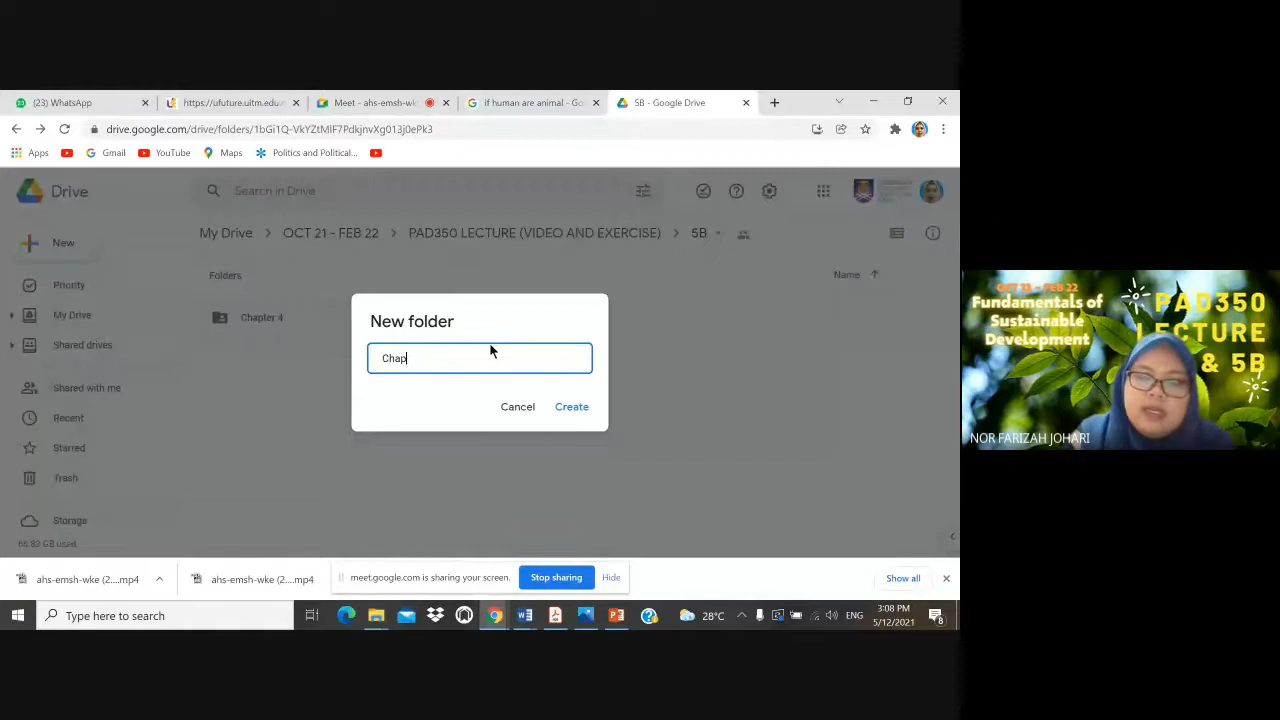 (23) WhatsApp
https://ufuture.uitm.edu
Meet - ahs-emsh-wk
if human are animal - Go
5B - Google Drive
drive.google.com/drive/folders/1bGi1Q-VkYZtMlF7PdkjnvXg013j0ePk3
Apps
Gmail
YouTube
Maps
Politics and Political...
Drive
Search in Drive
New
My Drive > OCT 21 - FEB 22 > PAD350 LECTURE (VIDEO AND EXERCISE) > 5B
Folders
Name
Priority
My Drive
Shared drives
Shared with me
Recent
Starred
Trash
Storage
66.82 GB used
Chapter 4
New folder
Chap
Cancel
Create
ahs-emsh-wke (2....mp4
ahs-emsh-wke (2....mp4
meet.google.com is sharing your screen.
Stop sharing
Hide
Show all
Type here to search
28°C
ENG
3:08 PM
5/12/2021
8
OCT 21 - FEB 22
Fundamentals of
Sustainable
Development
PAD350
LECTURE
& 5B
NOR FARIZAH JOHARI